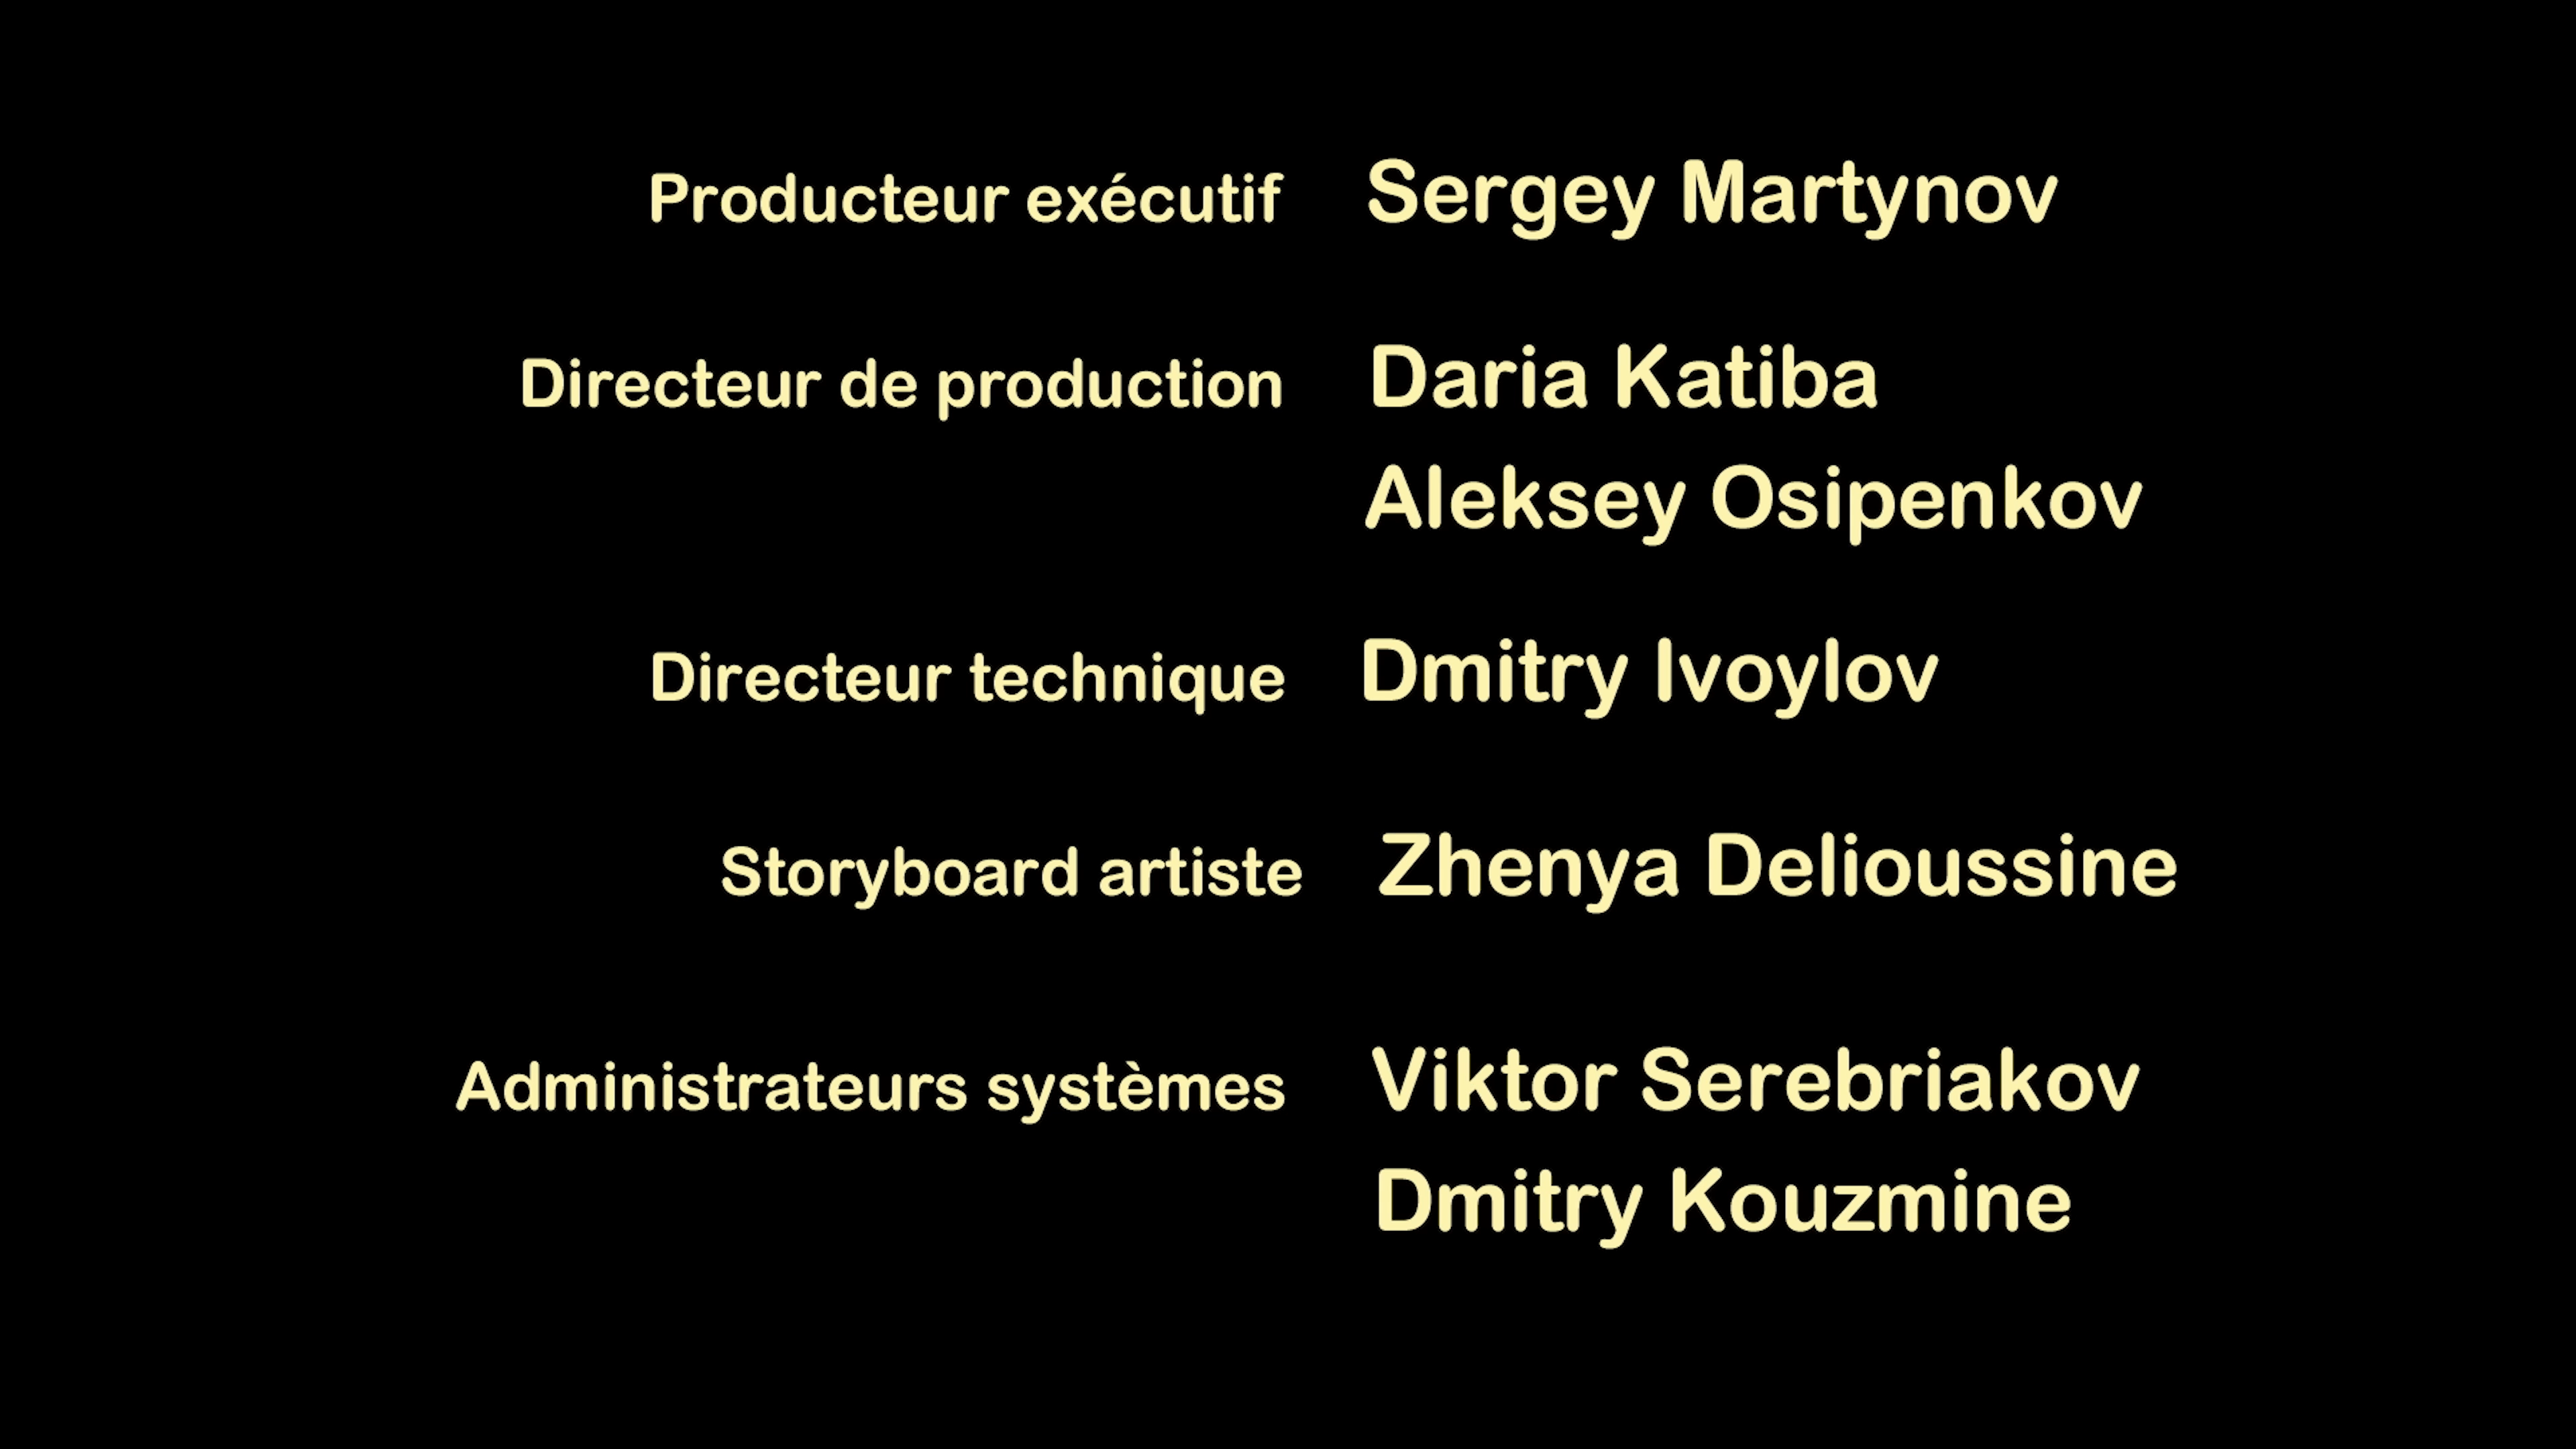 Producteur exécutif Sergey Martynov
Directeur de production Daria Katiba
Aleksey Osipenkov
Directeur technique Dmitry Ivoylov
Storyboard artiste Zhenya Delioussine
Administrateurs systèmes Viktor Serebriakov
Dmitry Kouzmine